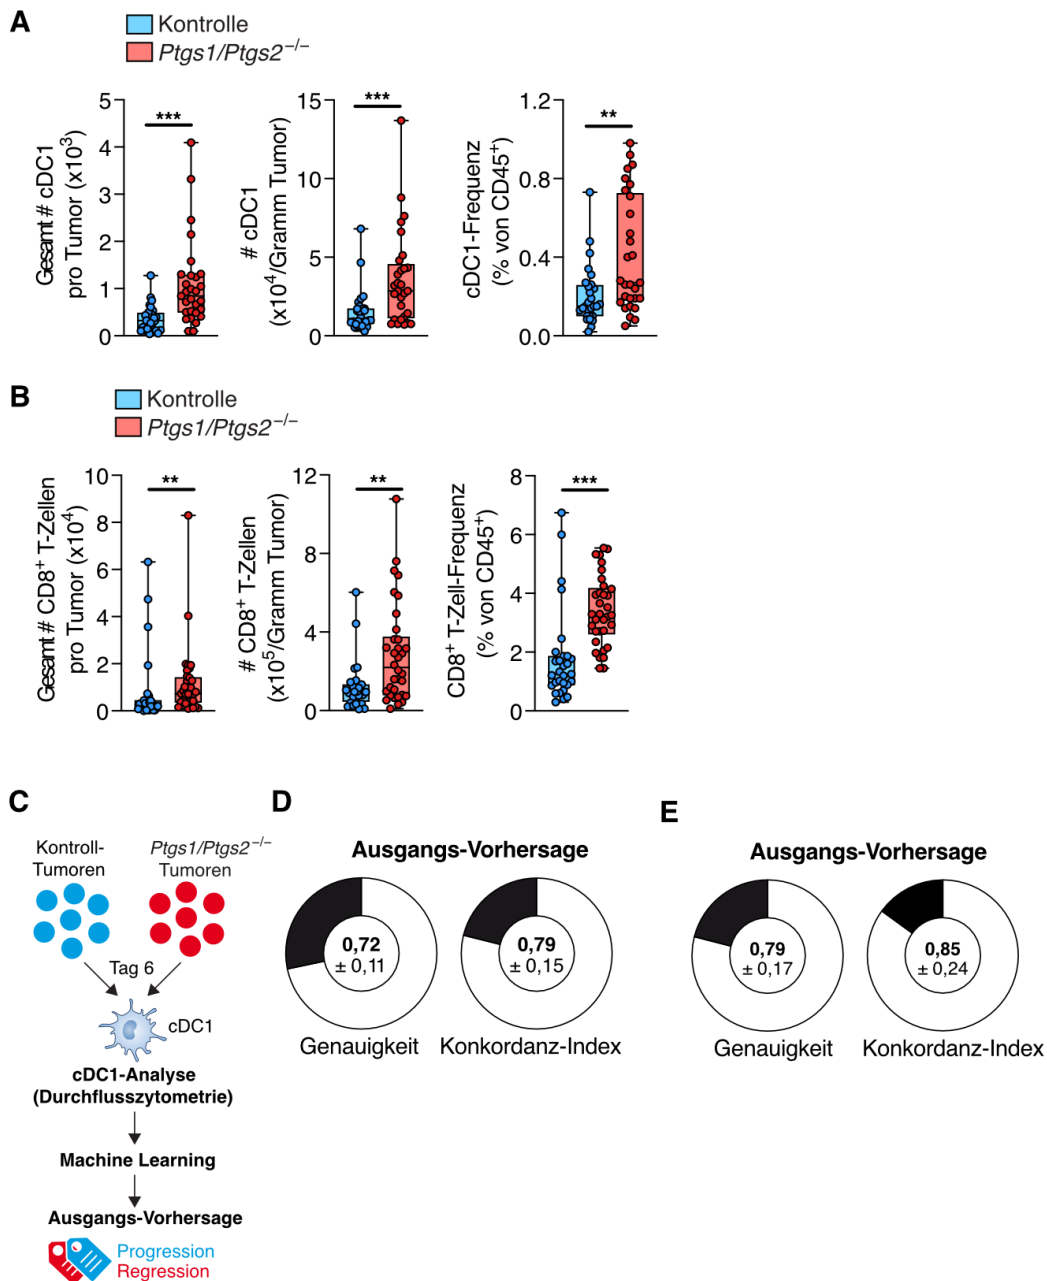 A
Kontrolle
Ptgs1/Ptgs2⁻/⁻
Gesamt # cDC1
pro Tumor (x10³)
5
4
3
2
1
0
***
# cDC1
(x10⁴/Gramm Tumor)
15
10
5
0
***
cDC1-Frequenz
(% von CD45⁺)
1.2
0.8
0.4
0.0
**
B
Kontrolle
Ptgs1/Ptgs2⁻/⁻
Gesamt # CD8⁺ T-Zellen
pro Tumor (x10⁴)
10
8
6
4
2
0
**
# CD8⁺ T-Zellen
(x10⁵/Gramm Tumor)
12
8
4
0
**
CD8⁺ T-Zell-Frequenz
(% von CD45⁺)
8
6
4
2
0
***
C
Kontroll-
Tumoren
Ptgs1/Ptgs2⁻/⁻
Tumoren
Tag 6
cDC1
cDC1-Analyse
(Durchflusszytometrie)
Machine Learning
Ausgangs-Vorhersage
Progression
Regression
D
Ausgangs-Vorhersage
0,72
± 0,11
Genauigkeit
0,79
± 0,15
Konkordanz-Index
E
Ausgangs-Vorhersage
0,79
± 0,17
Genauigkeit
0,85
± 0,24
Konkordanz-Index